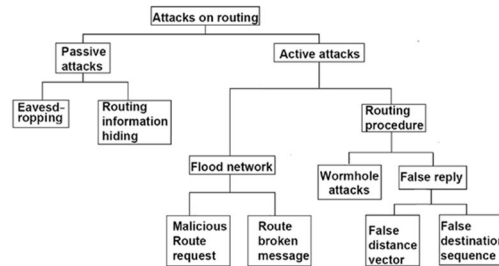 Attacks on routing
Passive
attacks
Active attacks
Eavesd-
ropping
Routing
information
hiding
Routing
procedure
Flood network
Wormhole
attacks
False reply
Malicious
Route
request
Route
broken
message
False
distance
vector
False
destination
sequence